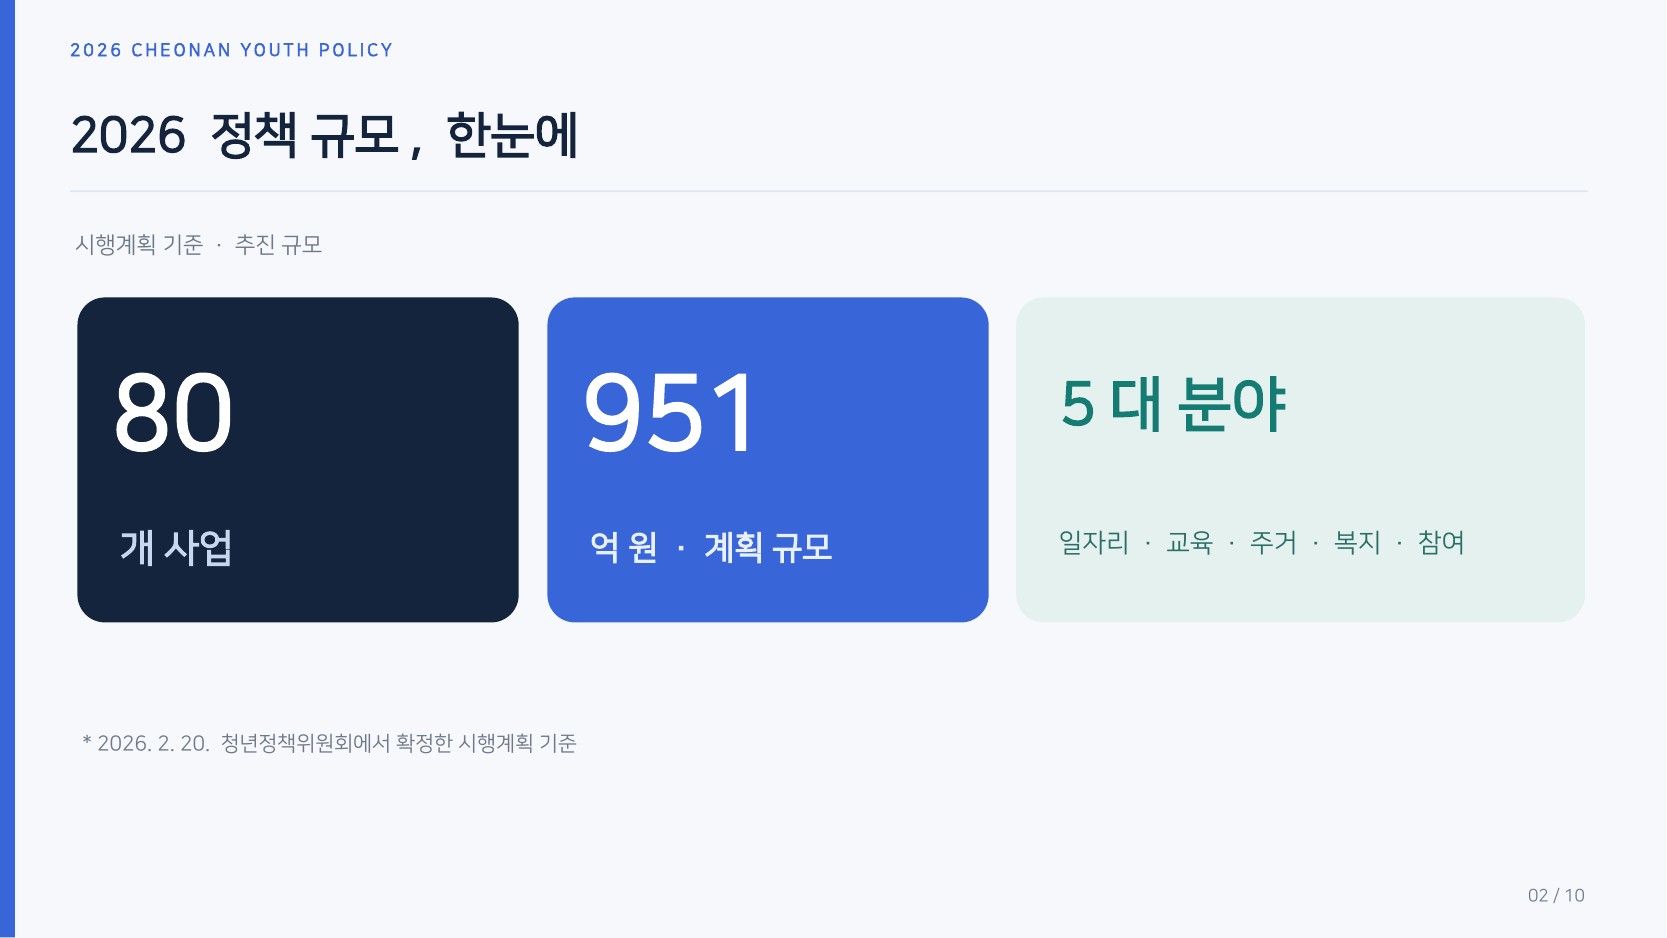 2026 CHEONAN YOUTH POLICY
2026 정책 규모, 한눈에
시행계획 기준 · 추진 규모
80
개 사업
951
억 원 · 계획 규모
5대 분야
일자리 · 교육 · 주거 · 복지 · 참여
* 2026. 2. 20. 청년정책위원회에서 확정한 시행계획 기준
02 / 10